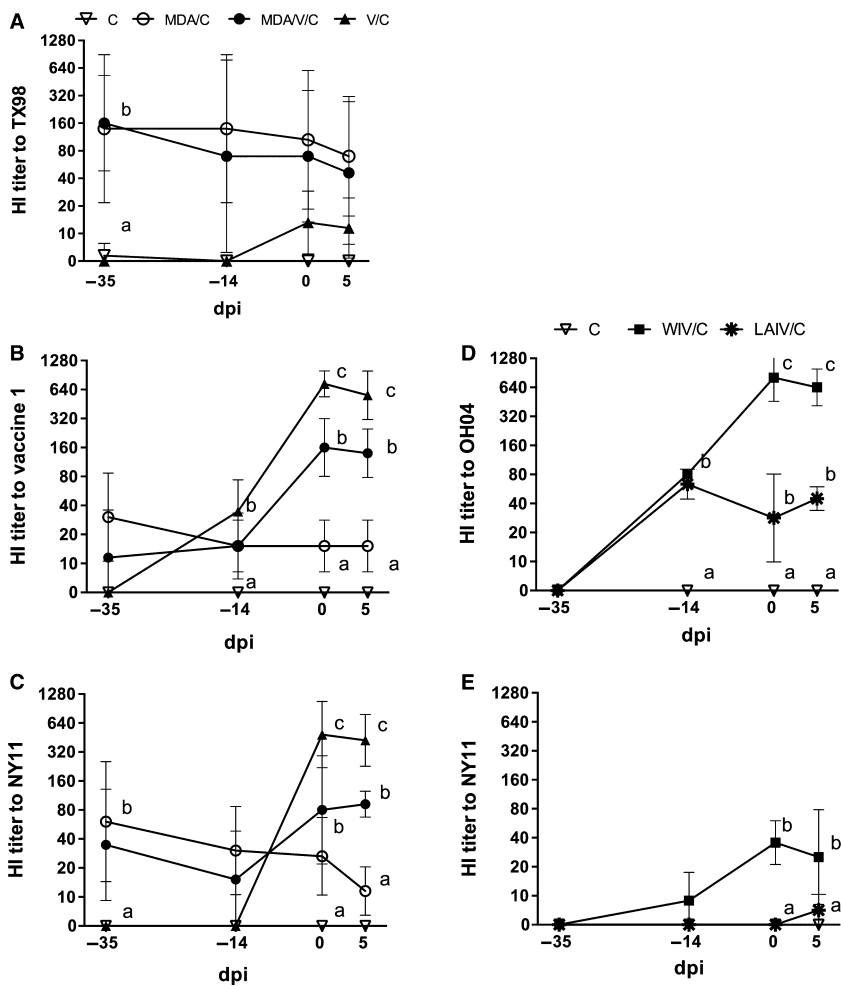 A
C MDA/C MDA/V/C V/C
HI titer to TX98
1280
640
320
160
80
40
20
10
0
b
a
–35 –14 0 5
dpi
B
HI titer to vaccine 1
1280
640
320
160
80
40
20
10
0
c c
b b
b
a a a
–35 –14 0 5
dpi
C
HI titer to NY11
1280
640
320
160
80
40
20
10
0
c c
b b
b
a a a
–35 –14 0 5
dpi
C WIV/C LAIV/C
D
HI titer to OH04
1280
640
320
160
80
40
20
10
0
c c
b b b
a a a
–35 –14 0 5
dpi
E
HI titer to NY11
1280
640
320
160
80
40
20
10
0
b b
a a
–35 –14 0 5
dpi